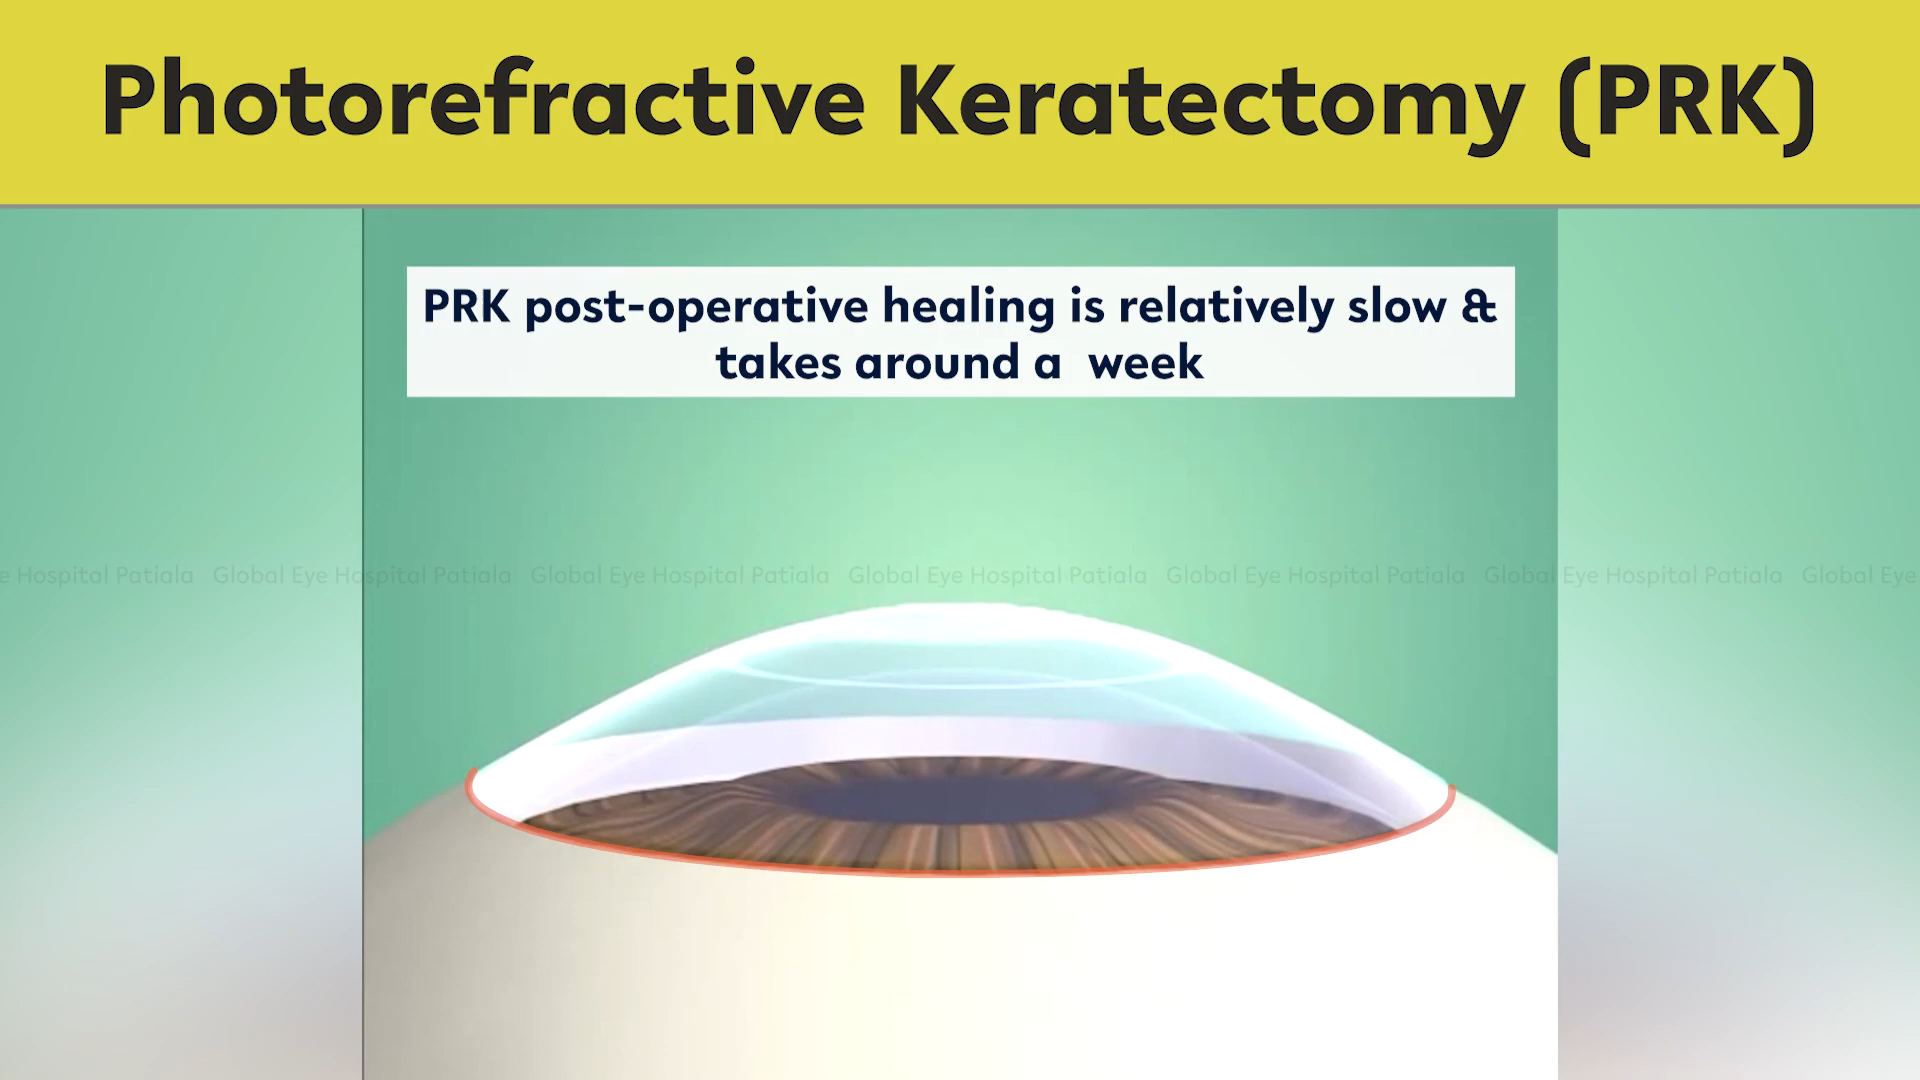 Photorefractive Keratectomy (PRK)
PRK post-operative healing is relatively slow &
takes around a  week
e Hospital Patiala Global Eye Hospital Patiala Global Eye Hospital Patiala Global Eye Hospital Patiala Global Eye Hospital Patiala Global Eye Hospital Patiala Global Eye